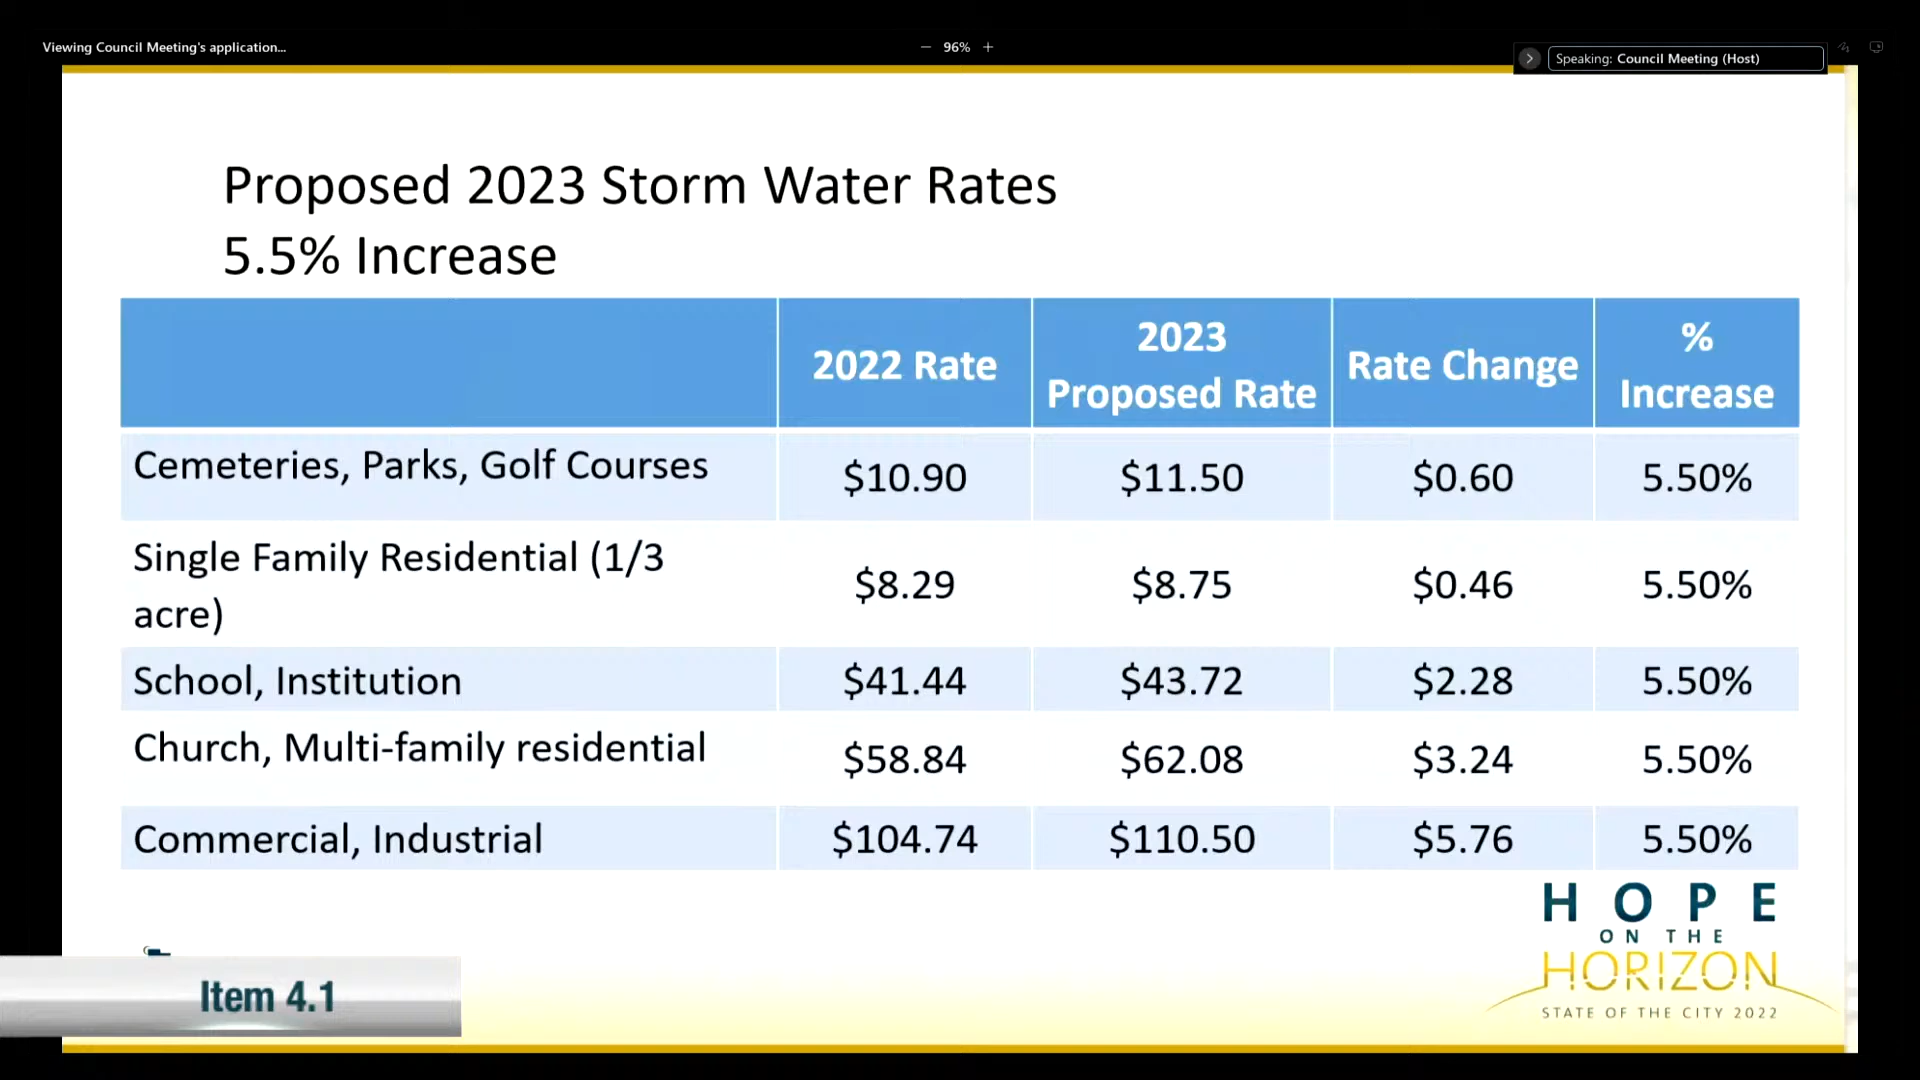 Viewing Council Meeting's application...
− 96% +
Speaking: Council Meeting (Host)
Proposed 2023 Storm Water Rates
5.5% Increase
2022 Rate
2023
Proposed Rate
Rate Change
%
Increase
Cemeteries, Parks, Golf Courses $10.90 $11.50 $0.60 5.50%
Single Family Residential (1/3
acre) $8.29 $8.75 $0.46 5.50%
School, Institution $41.44 $43.72 $2.28 5.50%
Church, Multi-family residential $58.84 $62.08 $3.24 5.50%
Commercial, Industrial $104.74 $110.50 $5.76 5.50%
HOPE
ON THE
HORIZON
STATE OF THE CITY 2022
Item 4.1